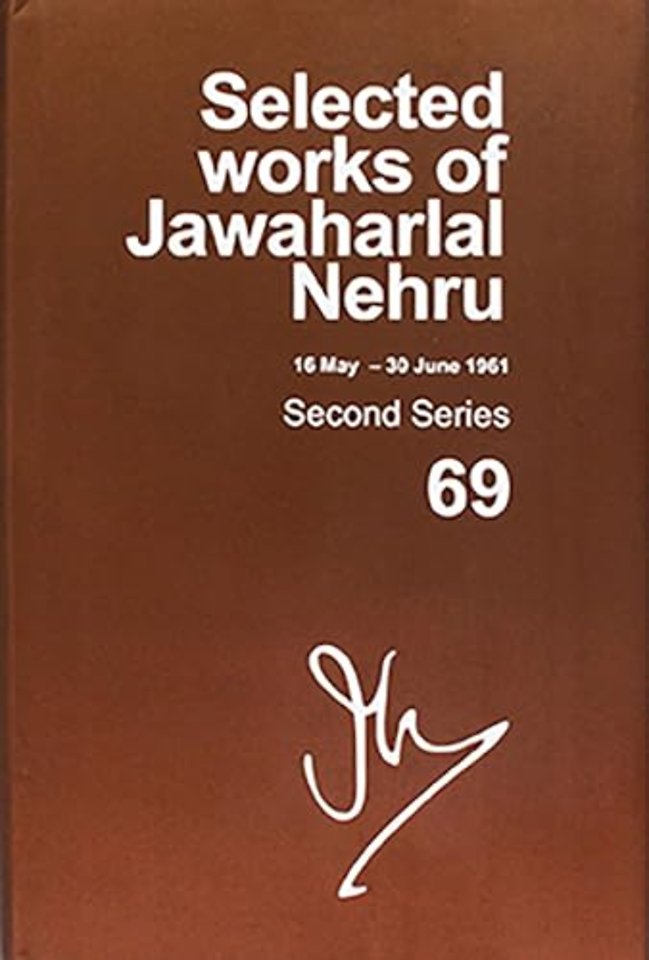 Selected
works of
Jawaharlal
Nehru
16 May – 30 June 1961
Second Series
69